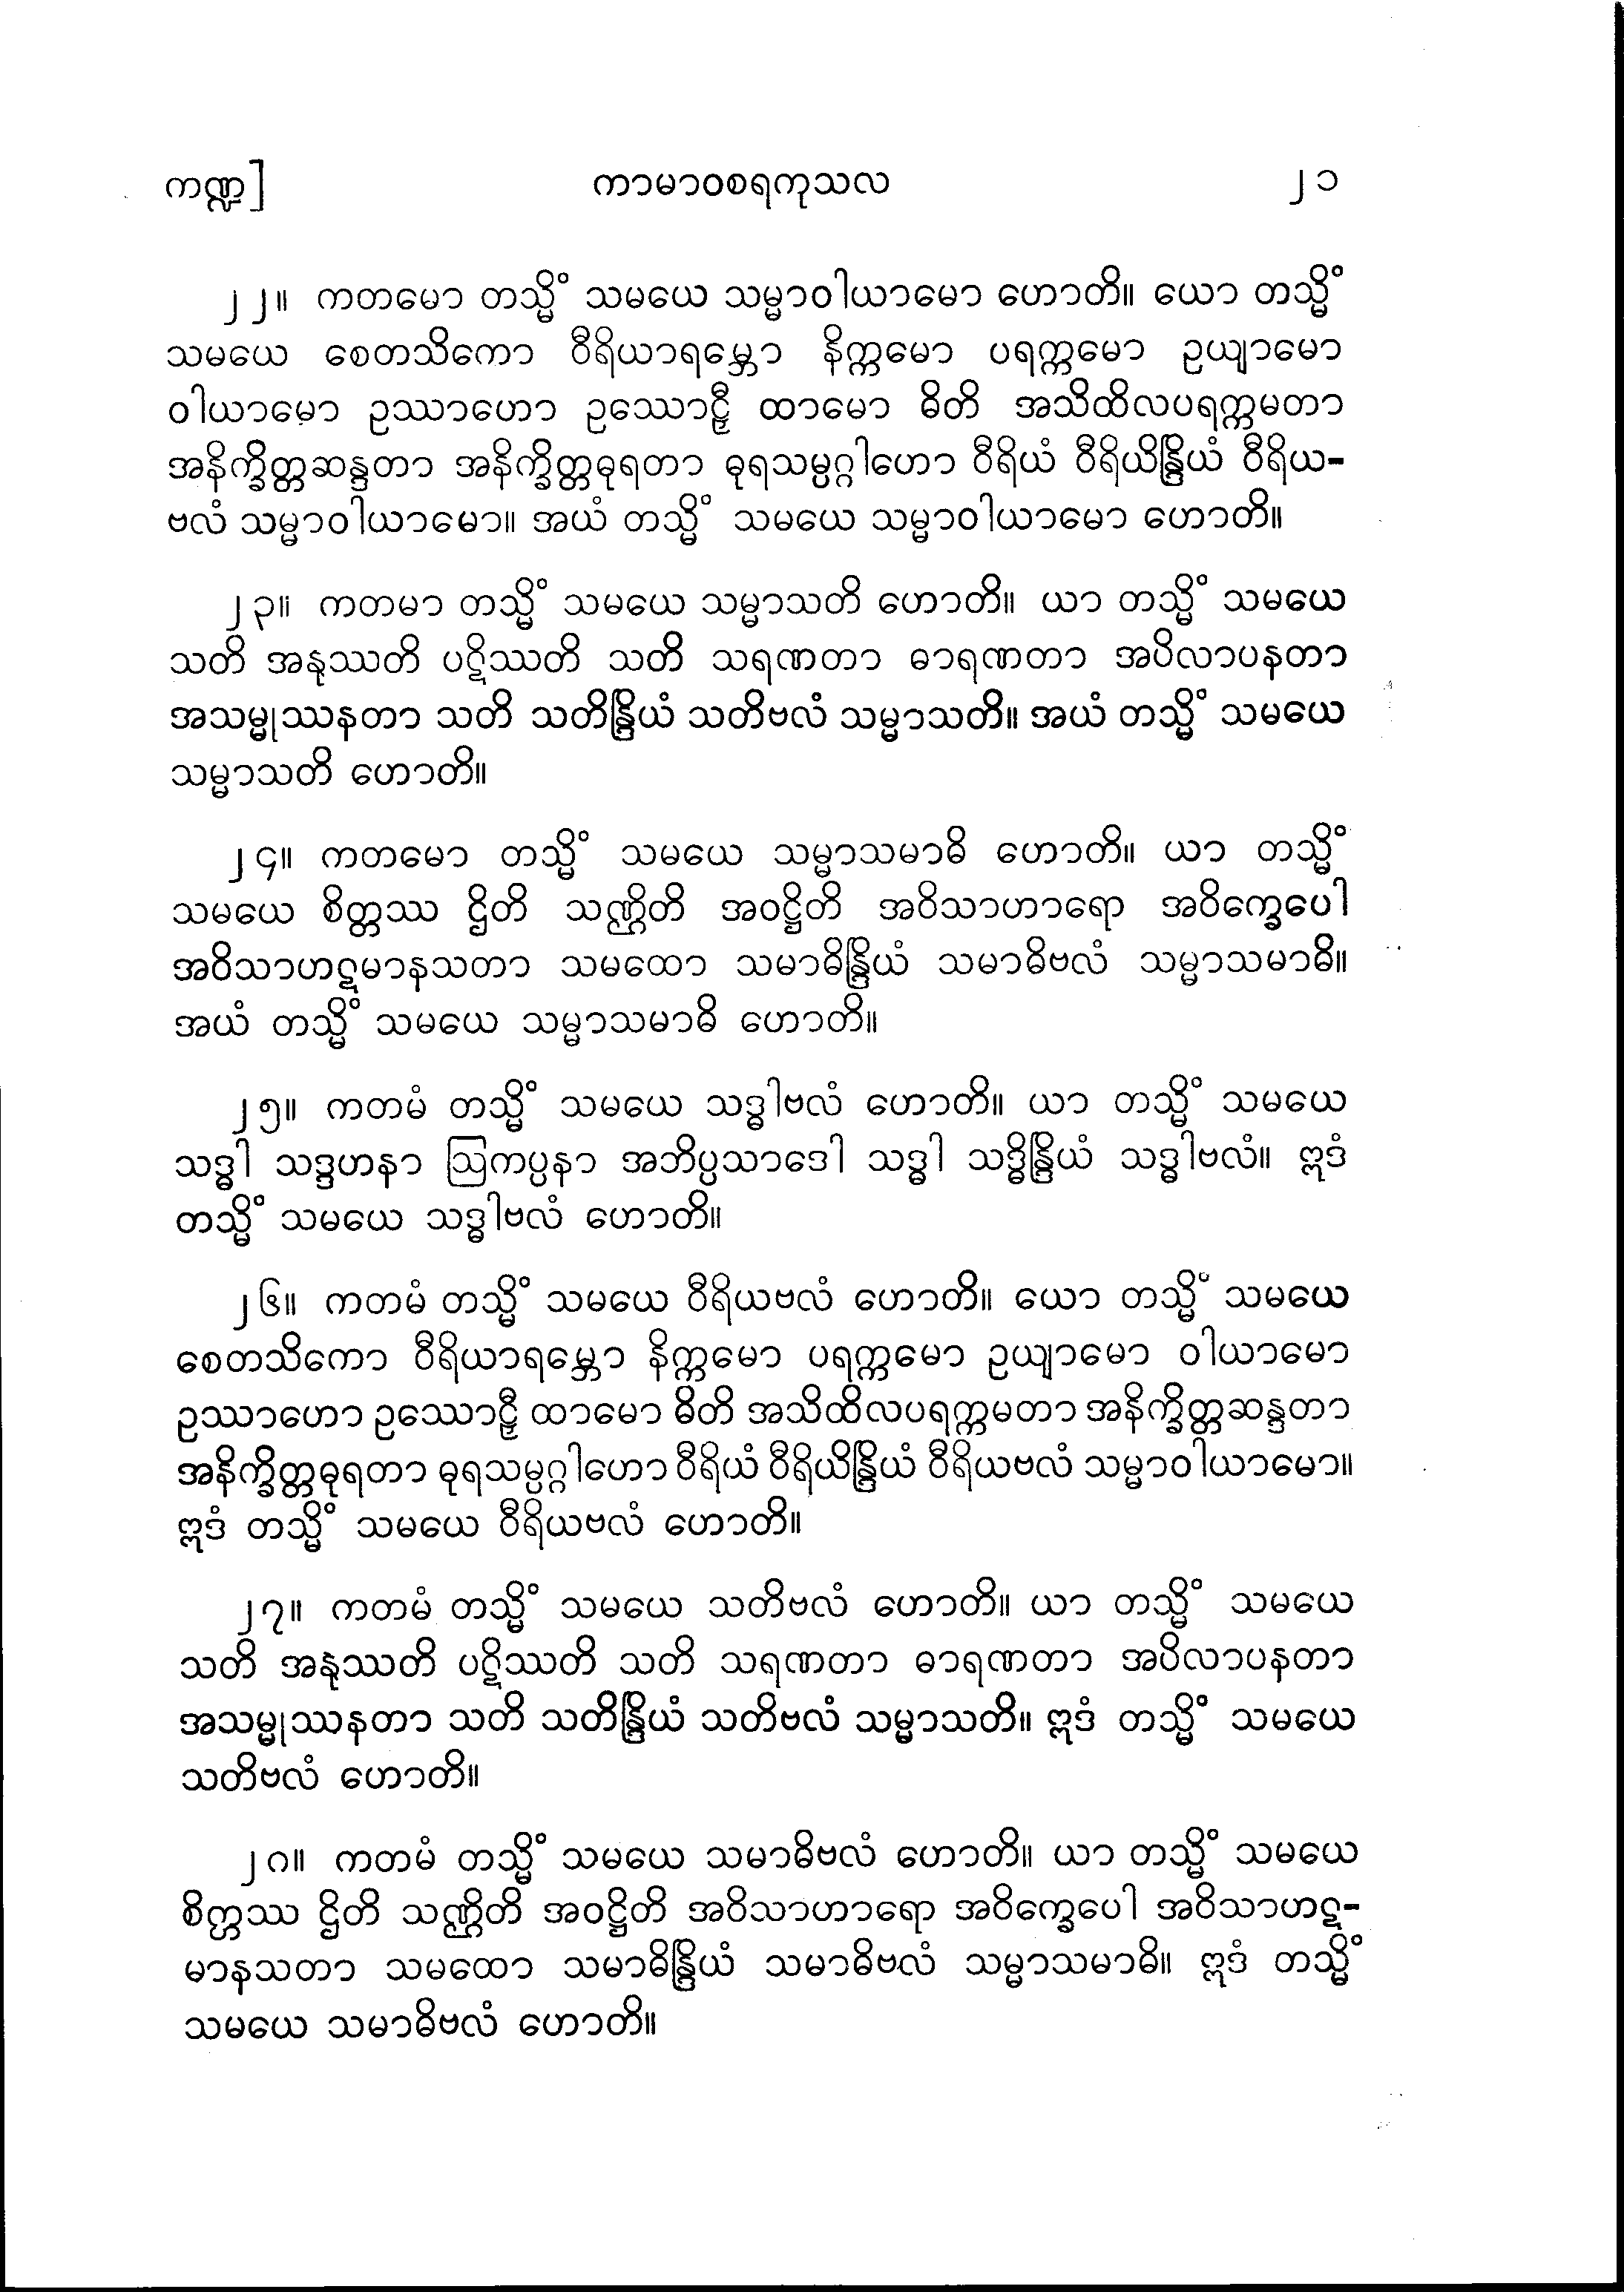 ကဏ္ဍ] ကာမာဝစရကုသလ ၂၁
၂၂။ ကတမော တသ္မိံ သမယေ သမ္မာဝါယာမော ဟောတိ။ ယော တသ္မိံ
သမယေ စေတသိကော ဝီရိယာရမ္ဘော နိက္ကမော ပရက္ကမော ဥယျာမော
ဝါယာမော ဥဿာဟော ဥဿောဠှီ ထာမော ဓိတိ အသိထိလပရက္ကမတာ
အနိက္ခိတ္တဆန္ဒတာ အနိက္ခိတ္တဓုရတာ ဓုရသမ္ပဂ္ဂါဟော ဝီရိယံ ဝီရိယိန္ဒြိယံ ဝီရိယ-
ဗလံ သမ္မာဝါယာမော။ အယံ တသ္မိံ သမယေ သမ္မာဝါယာမော ဟောတိ။
၂၃။ ကတမာ တသ္မိံ သမယေ သမ္မာသတိ ဟောတိ။ ယာ တသ္မိံ သမယေ
သတိ အနုဿတိ ပဋိဿတိ သတိ သရဏတာ ဓာရဏတာ အပိလာပနတာ
အသမ္မုဿနတာ သတိ သတိန္ဒြိယံ သတိဗလံ သမ္မာသတိ။ အယံ တသ္မိံ သမယေ
သမ္မာသတိ ဟောတိ။
၂၄။ ကတမော တသ္မိံ သမယေ သမ္မာသမာဓိ ဟောတိ။ ယာ တသ္မိံ
သမယေ စိတ္တဿ ဌိတိ သဏ္ဌိတိ အဝဋ္ဌိတိ အဝိသာဟာရော အဝိက္ခေပေါ
အဝိသာဟဋမာနသတာ သမထော သမာဓိန္ဒြိယံ သမာဓိဗလံ သမ္မာသမာဓိ။
အယံ တသ္မိံ သမယေ သမ္မာသမာဓိ ဟောတိ။
၂၅။ ကတမံ တသ္မိံ သမယေ သဒ္ဓါဗလံ ဟောတိ။ ယာ တသ္မိံ သမယေ
သဒ္ဓါ သဒ္ဒဟနာ ဩကပ္ပနာ အဘိပ္ပသာဒေါ သဒ္ဓါ သဒ္ဓိန္ဒြိယံ သဒ္ဓါဗလံ။ ဣဒံ
တသ္မိံ သမယေ သဒ္ဓါဗလံ ဟောတိ။
၂၆။ ကတမံ တသ္မိံ သမယေ ဝီရိယဗလံ ဟောတိ။ ယော တသ္မိံ သမယေ
စေတသိကော ဝီရိယာရမ္ဘော နိက္ကမော ပရက္ကမော ဥယျာမော ဝါယာမော
ဥဿာဟော ဥဿောဠှီ ထာမော ဓိတိ အသိထိလပရက္ကမတာ အနိက္ခိတ္တဆန္ဒတာ
အနိက္ခိတ္တဓုရတာ ဓုရသမ္ပဂ္ဂါဟော ဝီရိယံ ဝီရိယိန္ဒြိယံ ဝီရိယဗလံ သမ္မာဝါယာမော။
ဣဒံ တသ္မိံ သမယေ ဝီရိယဗလံ ဟောတိ။
၂၇။ ကတမံ တသ္မိံ သမယေ သတိဗလံ ဟောတိ။ ယာ တသ္မိံ သမယေ
သတိ အနုဿတိ ပဋိဿတိ သတိ သရဏတာ ဓာရဏတာ အပိလာပနတာ
အသမ္မုဿနတာ သတိ သတိန္ဒြိယံ သတိဗလံ သမ္မာသတိ။ ဣဒံ တသ္မိံ သမယေ
သတိဗလံ ဟောတိ။
၂၈။ ကတမံ တသ္မိံ သမယေ သမာဓိဗလံ ဟောတိ။ ယာ တသ္မိံ သမယေ
စိတ္တဿ ဌိတိ သဏ္ဌိတိ အဝဋ္ဌိတိ အဝိသာဟာရော အဝိက္ခေပေါ အဝိသာဟဋ-
မာနသတာ သမထော သမာဓိန္ဒြိယံ သမာဓိဗလံ သမ္မာသမာဓိ။ ဣဒံ တသ္မိံ
သမယေ သမာဓိဗလံ ဟောတိ။